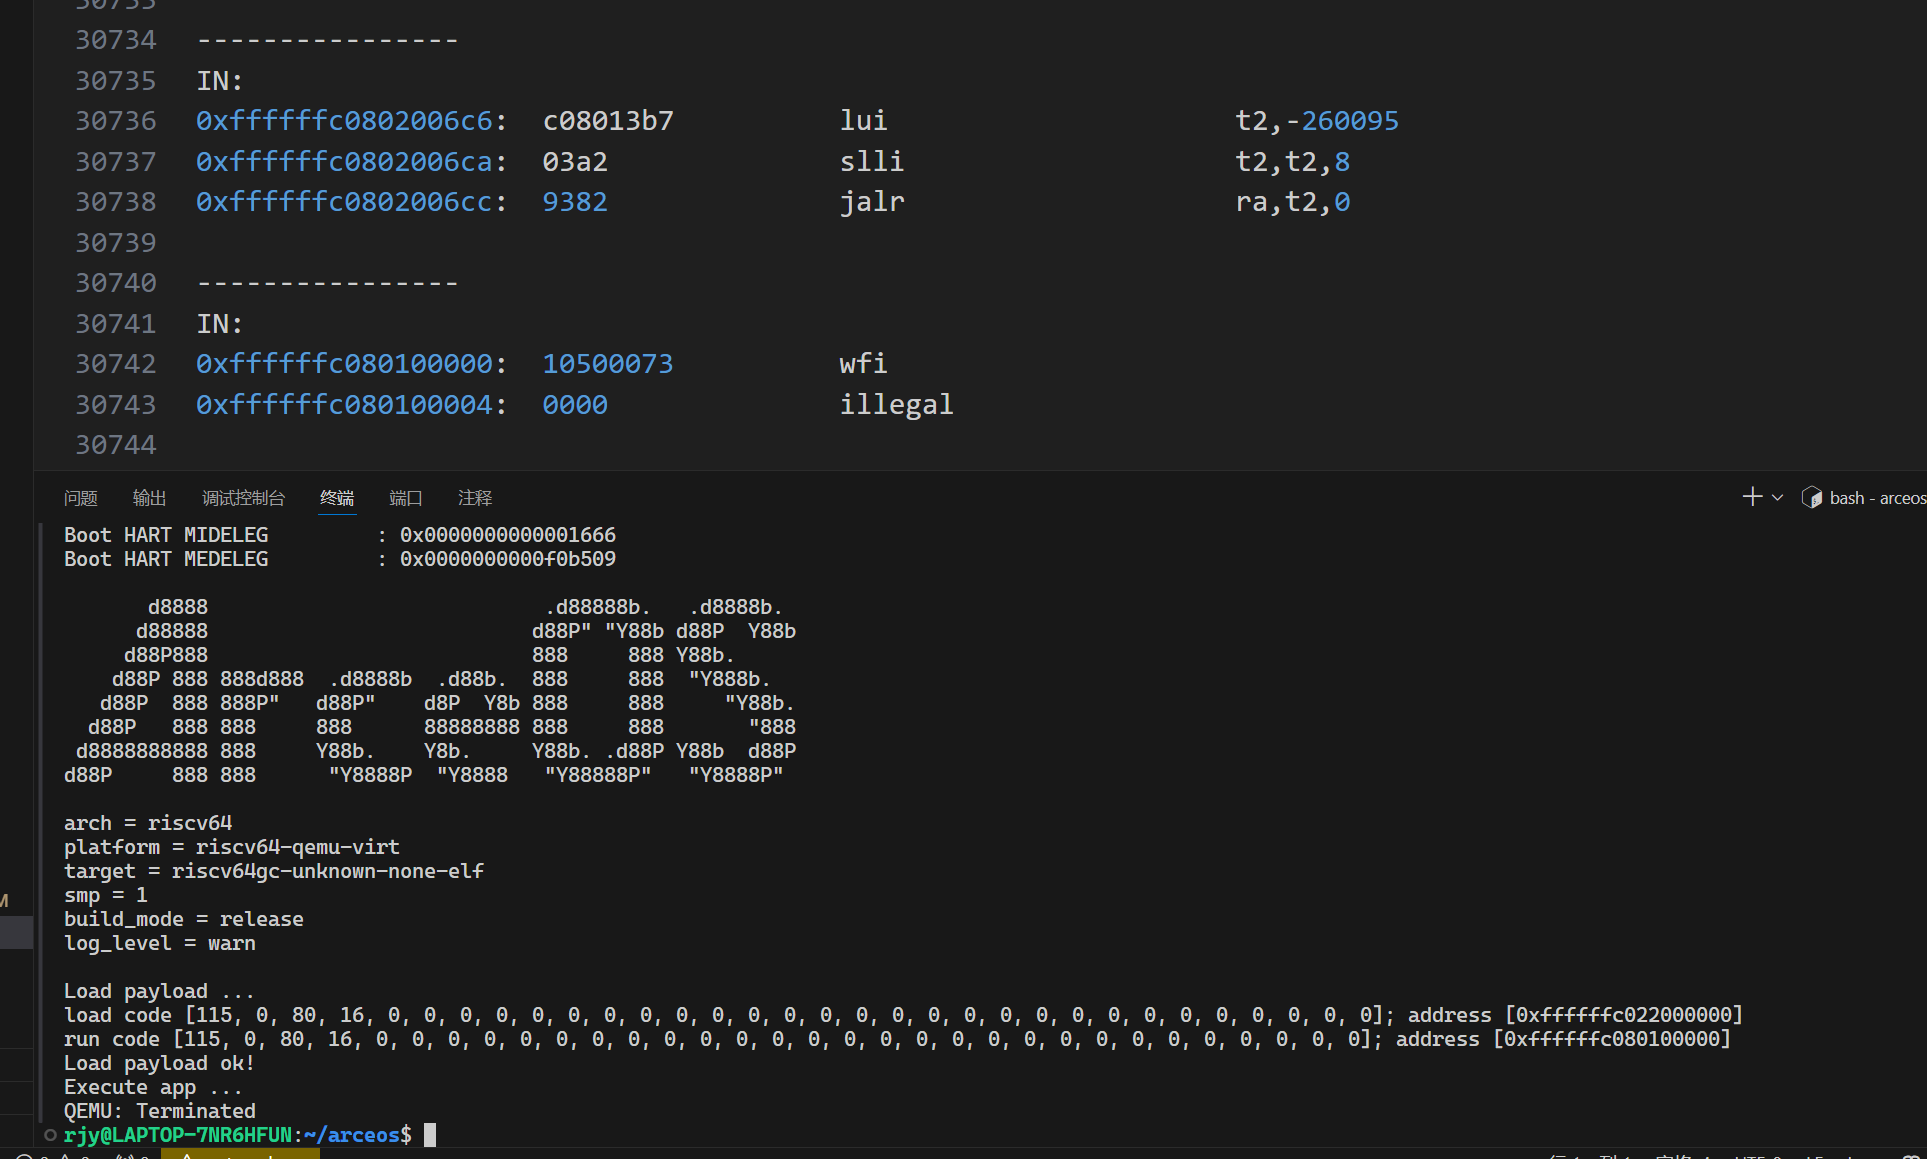 30733
30734 ----------------
30735 IN:
30736 0xffffffc0802006c6: c08013b7 lui t2,-260095
30737 0xffffffc0802006ca: 03a2 slli t2,t2,8
30738 0xffffffc0802006cc: 9382 jalr ra,t2,0
30739
30740 ----------------
30741 IN:
30742 0xffffffc080100000: 10500073 wfi
30743 0xffffffc080100004: 0000 illegal
30744
问题 输出 调试控制台 终端 端口 注释 bash - arceos
Boot HART MIDELEG : 0x0000000000001666
Boot HART MEDELEG : 0x0000000000f0b509
       d8888                            .d88888b.   .d8888b.
      d88888                           d88P" "Y88b d88P  Y88b
     d88P888                           888     888 Y88b.
    d88P 888 888d888  .d8888b  .d88b.  888     888  "Y888b.
   d88P  888 888P"   d88P"    d8P  Y8b 888     888     "Y88b.
  d88P   888 888     888      88888888 888     888       "888
 d8888888888 888     Y88b.    Y8b.     Y88b. .d88P Y88b  d88P
d88P     888 888      "Y8888P  "Y8888   "Y88888P"   "Y8888P"
arch = riscv64
platform = riscv64-qemu-virt
target = riscv64gc-unknown-none-elf
smp = 1
build_mode = release
log_level = warn
M
Load payload ...
load code [115, 0, 80, 16, 0, 0, 0, 0, 0, 0, 0, 0, 0, 0, 0, 0, 0, 0, 0, 0, 0, 0, 0, 0, 0, 0, 0, 0, 0, 0, 0, 0]; address [0xffffffc022000000]
run code [115, 0, 80, 16, 0, 0, 0, 0, 0, 0, 0, 0, 0, 0, 0, 0, 0, 0, 0, 0, 0, 0, 0, 0, 0, 0, 0, 0, 0, 0, 0, 0]; address [0xffffffc080100000]
Load payload ok!
Execute app ...
QEMU: Terminated
rjy@LAPTOP-7NR6HFUN:~/arceos$